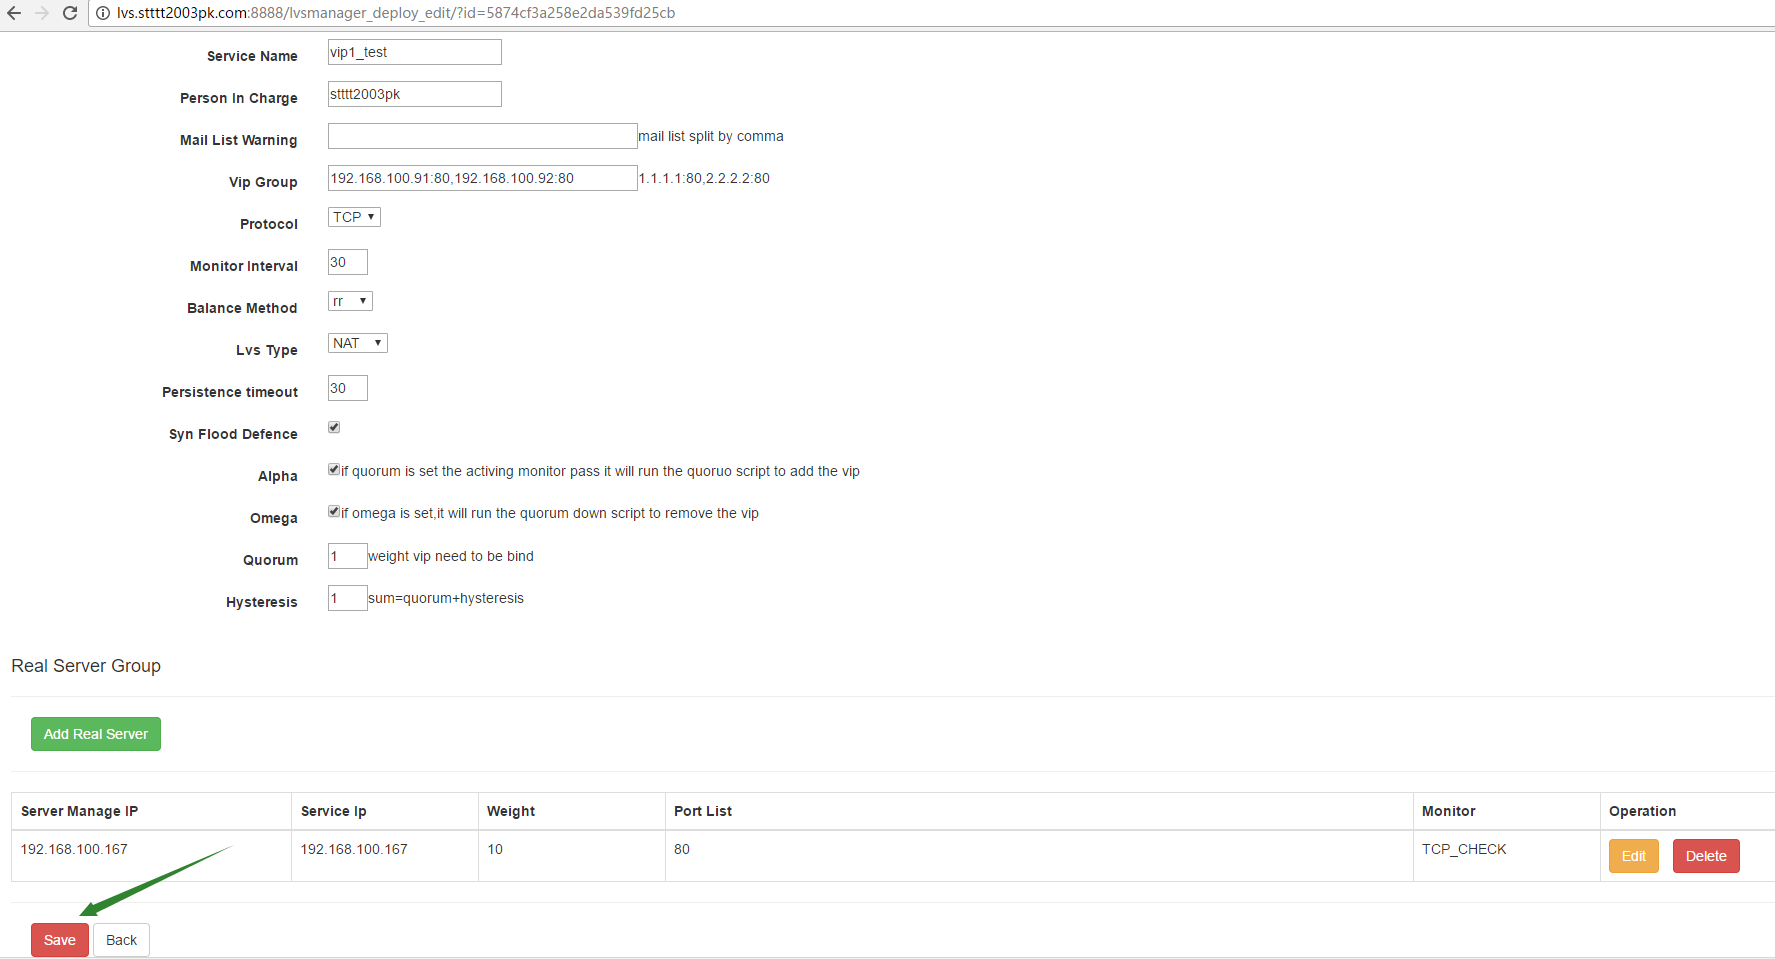 lvs.stttt2003pk.com:8888/lvsmanager_deploy_edit/?id=5874cf3a258e2da539fd25cb
Service Name vip1_test
Person In Charge stttt2003pk
Mail List Warning mail list split by comma
Vip Group 192.168.100.91:80,192.168.100.92:80 1.1.1.1:80,2.2.2.2:80
Protocol TCP
Monitor Interval 30
Balance Method rr
Lvs Type NAT
Persistence timeout 30
Syn Flood Defence
Alpha if quorum is set the activing monitor pass it will run the quoruo script to add the vip
Omega if omega is set,it will run the quorum down script to remove the vip
Quorum 1 weight vip need to be bind
Hysteresis 1 sum=quorum+hysteresis
Real Server Group
Add Real Server
Server Manage IP Service Ip Weight Port List Monitor Operation
192.168.100.167 192.168.100.167 10 80 TCP_CHECK Edit Delete
Save Back